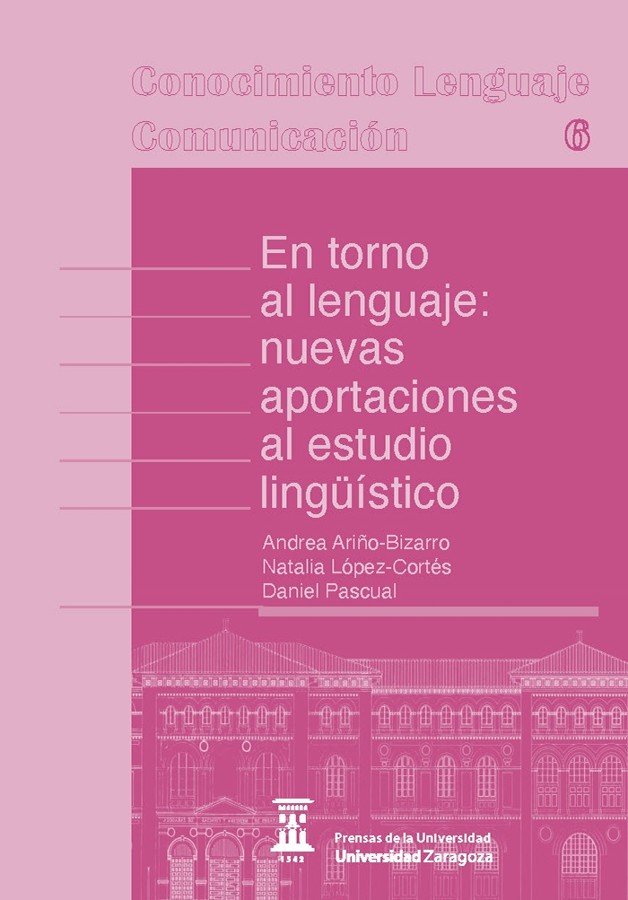 Conocimiento Lenguaje
Comunicación 6
En torno
al lenguaje:
nuevas
aportaciones
al estudio
lingüístico
Andrea Ariño-Bizarro
Natalia López-Cortés
Daniel Pascual
1542
Prensas de la Universidad
Universidad Zaragoza